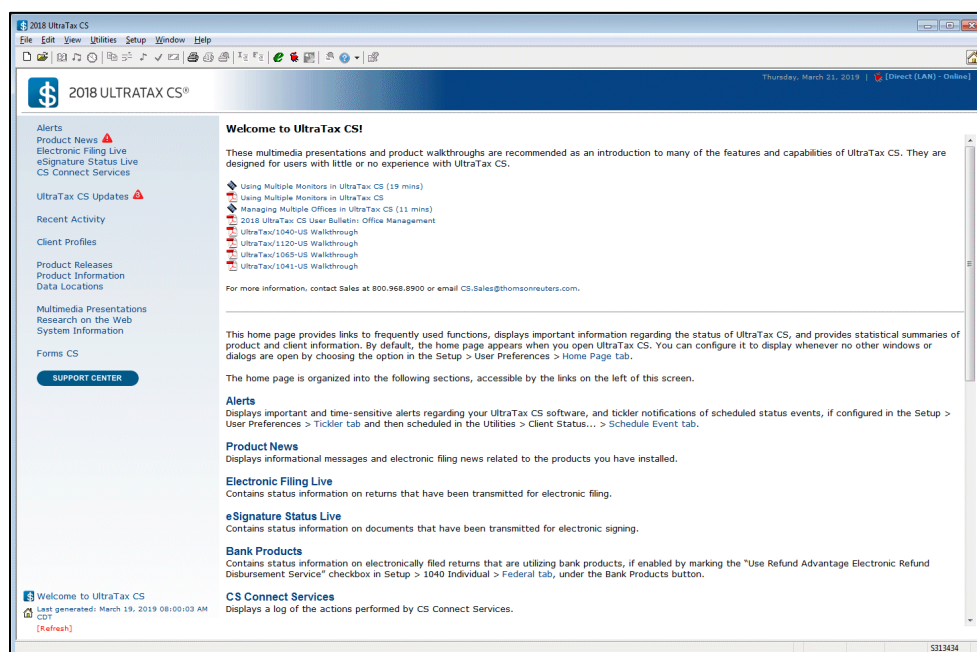 2018 UltraTax CS
File Edit View Utilities Setup Window Help
Thursday, March 21, 2019 | [Direct (LAN) - Online]
2018 ULTRATAX CS®
Alerts
Product News
Electronic Filing Live
eSignature Status Live
CS Connect Services
UltraTax CS Updates
Recent Activity
Client Profiles
Product Releases
Product Information
Data Locations
Multimedia Presentations
Research on the Web
System Information
Forms CS
SUPPORT CENTER
Welcome to UltraTax CS
Last generated: March 19, 2019 08:00:03 AM
CDT
[Refresh]
Welcome to UltraTax CS!
These multimedia presentations and product walkthroughs are recommended as an introduction to many of the features and capabilities of UltraTax CS. They are
designed for users with little or no experience with UltraTax CS.
Using Multiple Monitors in UltraTax CS (19 mins)
Using Multiple Monitors in UltraTax CS
Managing Multiple Offices in UltraTax CS (11 mins)
2018 UltraTax CS User Bulletin: Office Management
UltraTax/1040-US Walkthrough
UltraTax/1120-US Walkthrough
UltraTax/1065-US Walkthrough
UltraTax/1041-US Walkthrough
For more information, contact Sales at 800.968.8900 or email CS.Sales@thomsonreuters.com.
This home page provides links to frequently used functions, displays important information regarding the status of UltraTax CS, and provides statistical summaries of
product and client information. By default, the home page appears when you open UltraTax CS. You can configure it to display whenever no other windows or
dialogs are open by choosing the option in the Setup > User Preferences > Home Page tab.
The home page is organized into the following sections, accessible by the links on the left of this screen.
Alerts
Displays important and time-sensitive alerts regarding your UltraTax CS software, and tickler notifications of scheduled status events, if configured in the Setup >
User Preferences > Tickler tab and then scheduled in the Utilities > Client Status... > Schedule Event tab.
Product News
Displays informational messages and electronic filing news related to the products you have installed.
Electronic Filing Live
Contains status information on returns that have been transmitted for electronic filing.
eSignature Status Live
Contains status information on documents that have been transmitted for electronic signing.
Bank Products
Contains status information on electronically filed returns that are utilizing bank products, if enabled by marking the "Use Refund Advantage Electronic Refund
Disbursement Service" checkbox in Setup > 1040 Individual > Federal tab, under the Bank Products button.
CS Connect Services
Displays a log of the actions performed by CS Connect Services.
S313434